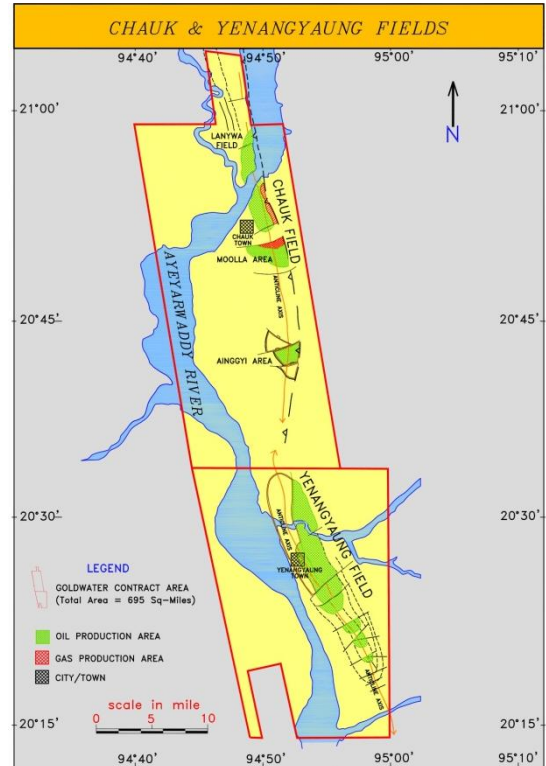 CHAUK & YENANGYAUNG FIELDS
94°40' 94°50' 95°00' 95°10'
21°00'
N
LANYWA
FIELD
CHAUK FIELD
CHAUK
TOWN
MOOLLA AREA
ANTICLINE AXIS
AYEYARWADDY RIVER
20°45' 20°45'
AINGGYI AREA
YENANGYAUNG FIELD
20°30' 20°30'
ANTICLINE AXIS
YENANGYAUNG
TOWN
LEGEND
GOLDWATER CONTRACT AREA
(Total Area = 695 Sq-Miles)
OIL PRODUCTION AREA
GAS PRODUCTION AREA
CITY/TOWN
scale in mile
0 5 10
ANTICLINE AXIS
20°15' 20°15'
94°40' 94°50' 95°00' 95°10'
21°00'